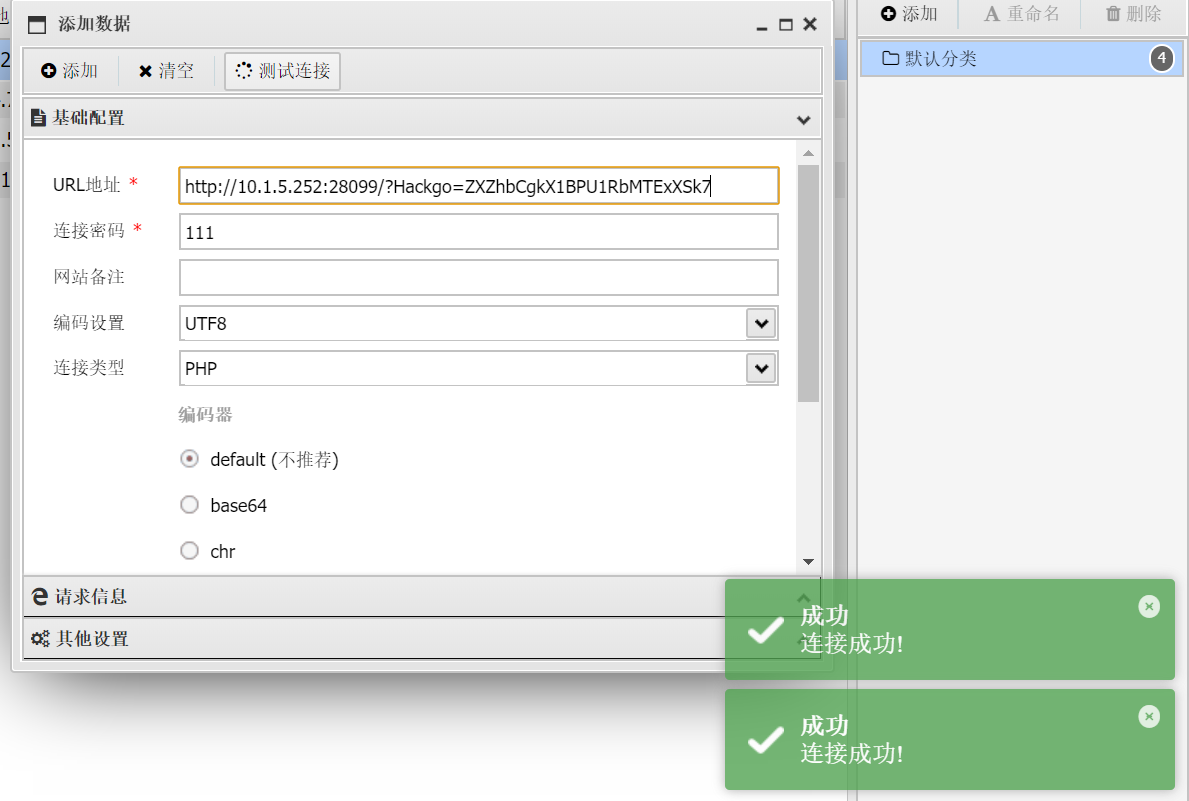 添加数据
添加 清空 测试连接
基础配置
URL地址 *
http://10.1.5.252:28099/?Hackgo=ZXZhbCgkX1BPU1RbMTExXSk7
连接密码 *
111
网站备注
编码设置
UTF8
连接类型
PHP
编码器
default (不推荐)
base64
chr
请求信息
其他设置
添加 重命名 删除
默认分类 4
成功
连接成功!
成功
连接成功!